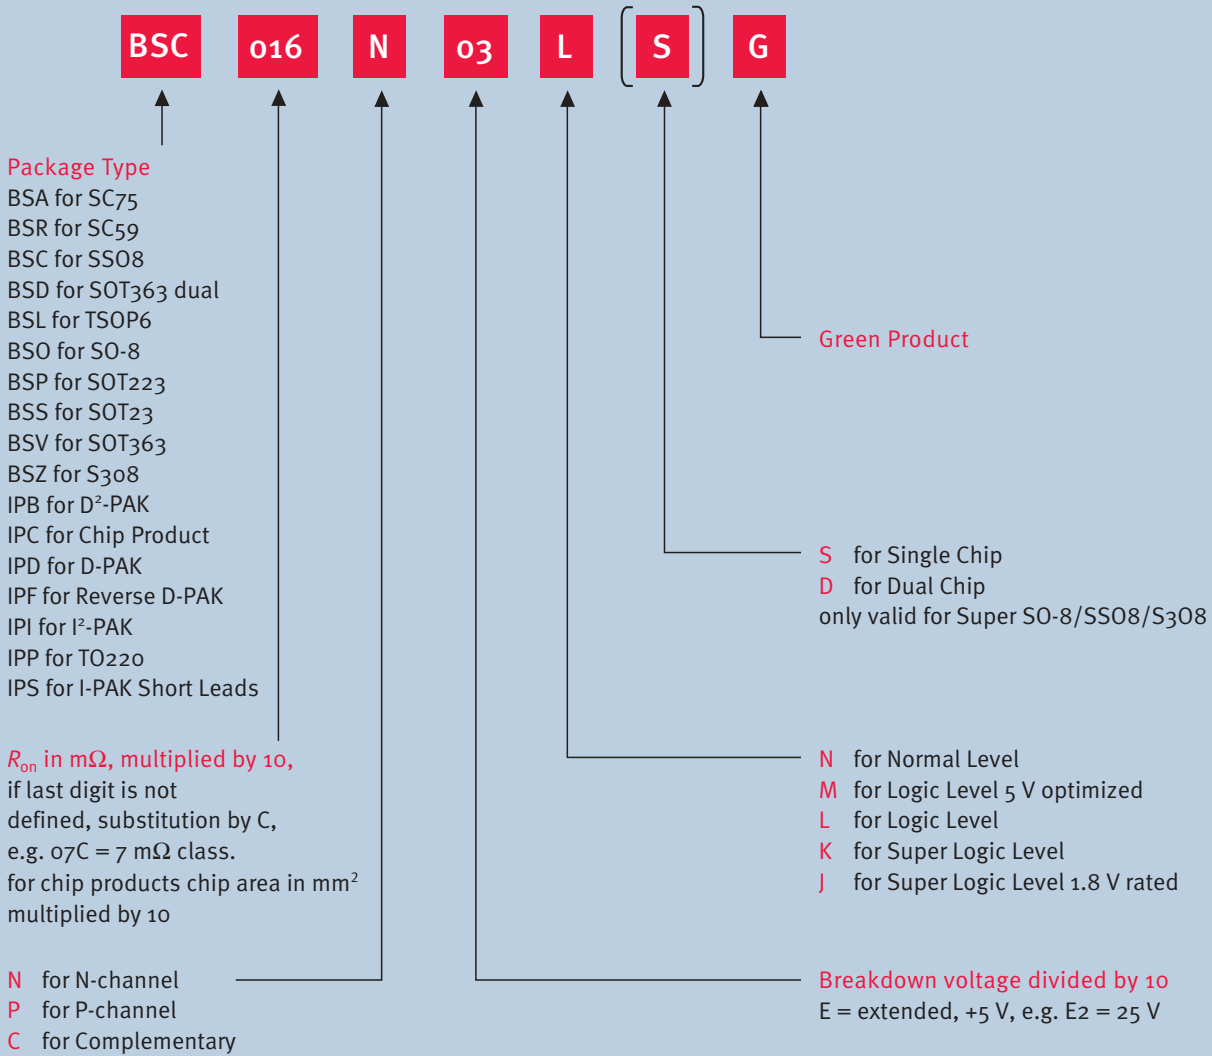 BSC 016 N 03 L (S) G
Package Type
BSA for SC75
BSR for SC59
BSC for SSO8
BSD for SOT363 dual
BSL for TSOP6
BSO for SO-8
BSP for SOT223
BSS for SOT23
BSV for SOT363
BSZ for S3o8
IPB for D²-PAK
IPC for Chip Product
IPD for D-PAK
IPF for Reverse D-PAK
IPI for I²-PAK
IPP for TO220
IPS for I-PAK Short Leads
Ron in mΩ, multiplied by 10,
if last digit is not
defined, substitution by C,
e.g. 07C = 7 mΩ class.
for chip products chip area in mm²
multiplied by 10
N for N-channel
P for P-channel
C for Complementary
Green Product
S for Single Chip
D for Dual Chip
only valid for Super SO-8/SSO8/S3O8
N for Normal Level
M for Logic Level 5 V optimized
L for Logic Level
K for Super Logic Level
J for Super Logic Level 1.8 V rated
Breakdown voltage divided by 10
E = extended, +5 V, e.g. E2 = 25 V